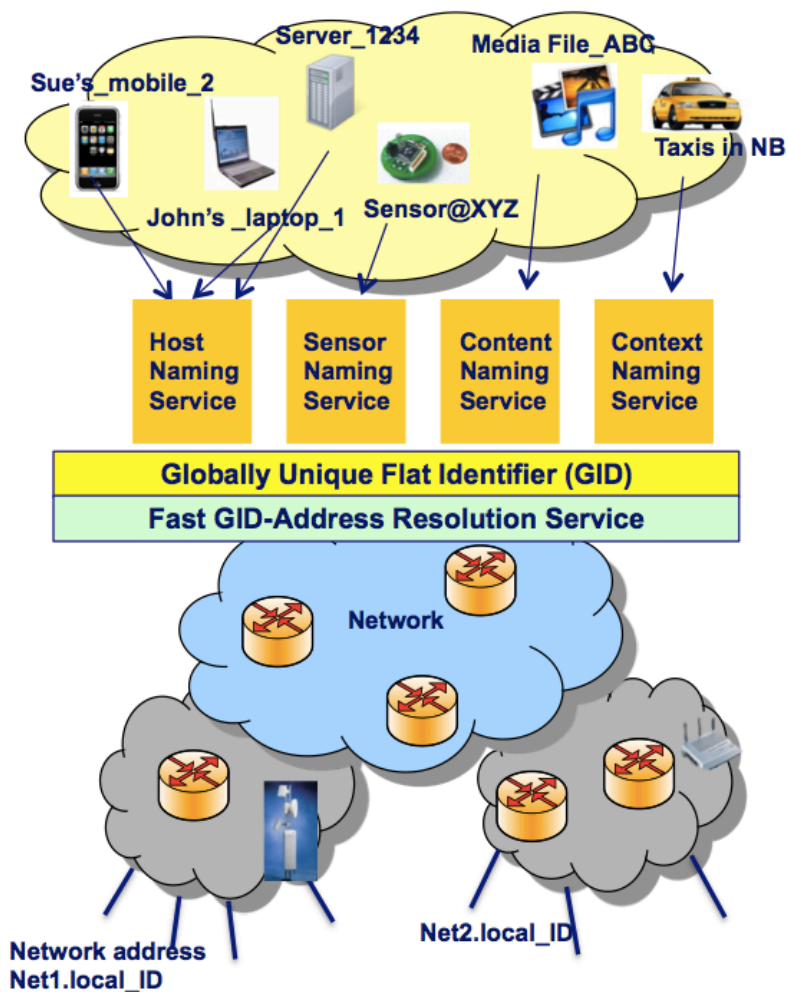 Server_1234
Media File_ABC
Sue's_mobile_2
Taxis in NB
John's _laptop_1
Sensor@XYZ
Host
Naming
Service
Sensor
Naming
Service
Content
Naming
Service
Context
Naming
Service
Globally Unique Flat Identifier (GID)
Fast GID-Address Resolution Service
Network
Net2.local_ID
Network address
Net1.local_ID